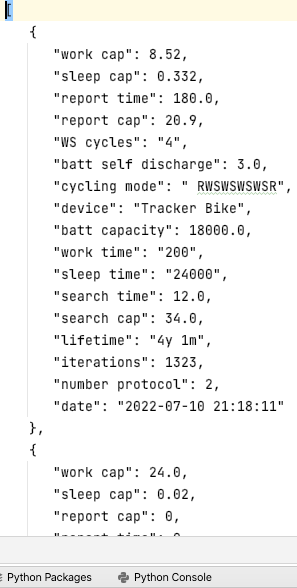 [
{
"work cap": 8.52,
"sleep cap": 0.332,
"report time": 180.0,
"report cap": 20.9,
"WS cycles": "4",
"batt self discharge": 3.0,
"cycling mode": " RWSWSWSWSR",
"device": "Tracker Bike",
"batt capacity": 18000.0,
"work time": "200",
"sleep time": "24000",
"search time": 12.0,
"search cap": 34.0,
"lifetime": "4y 1m",
"iterations": 1323,
"number protocol": 2,
"date": "2022-07-10 21:18:11"
},
{
"work cap": 24.0,
"sleep cap": 0.02,
"report cap": 0,
Python Packages Python Console